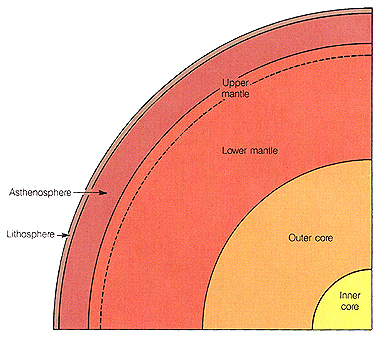 Upper
mantle
Lower mantle
Asthenosphere
Lithosphere
Outer core
Inner
core